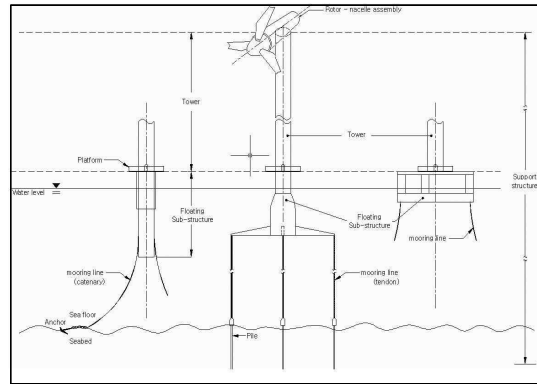 Rotor - nacelle assembly
Tower
Tower
Platform
Water level
Support
structure
Floating
Sub-structure
Floating
Sub-structure
mooring line
mooring line
(catenary)
mooring line
(tendon)
Sea floor
Anchor
Seabed
Pile